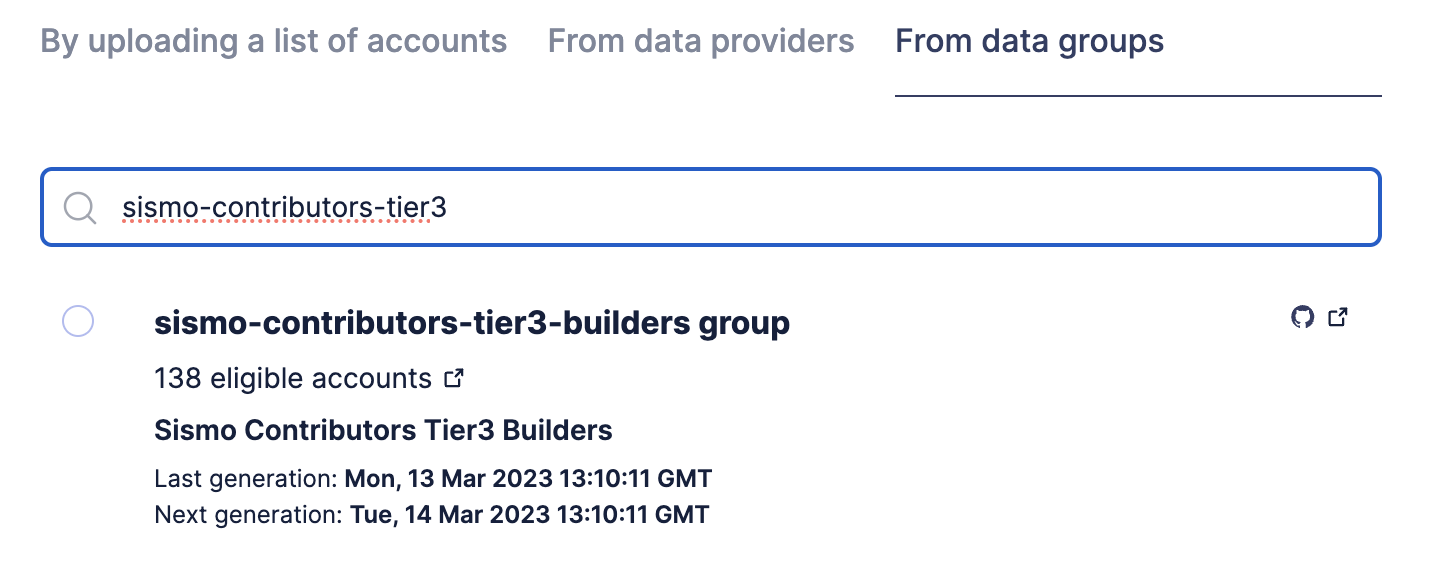 By uploading a list of accounts From data providers From data groups
sismo-contributors-tier3
sismo-contributors-tier3-builders group
138 eligible accounts
Sismo Contributors Tier3 Builders
Last generation: Mon, 13 Mar 2023 13:10:11 GMT
Next generation: Tue, 14 Mar 2023 13:10:11 GMT